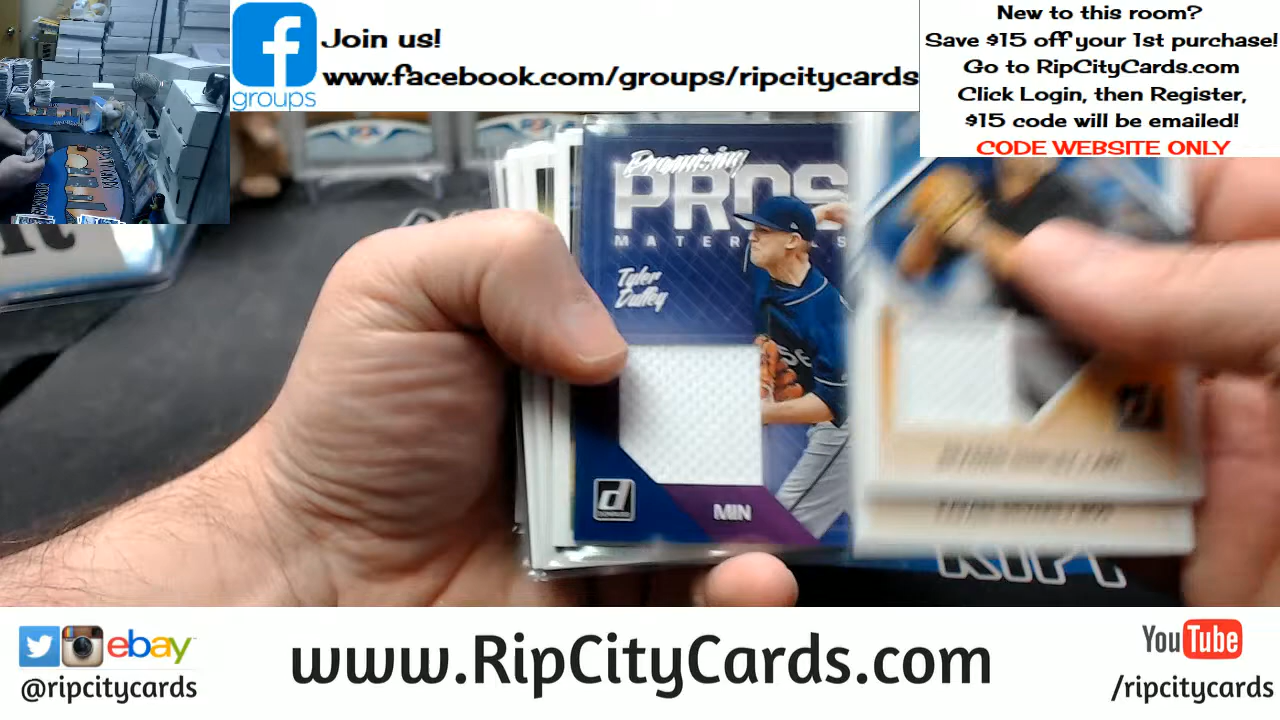 groups
Join us!
www.facebook.com/groups/ripcitycards
New to this room?
Save $15 off your 1st purchase!
Go to RipCityCards.com
Click Login, then Register,
$15 code will be emailed!
CODE WEBSITE ONLY
Promising
PROS
MATERIALS
Tyler
Duffey
d
MIN
ebay
@ripcitycards
www.RipCityCards.com
YouTube
/ripcitycards